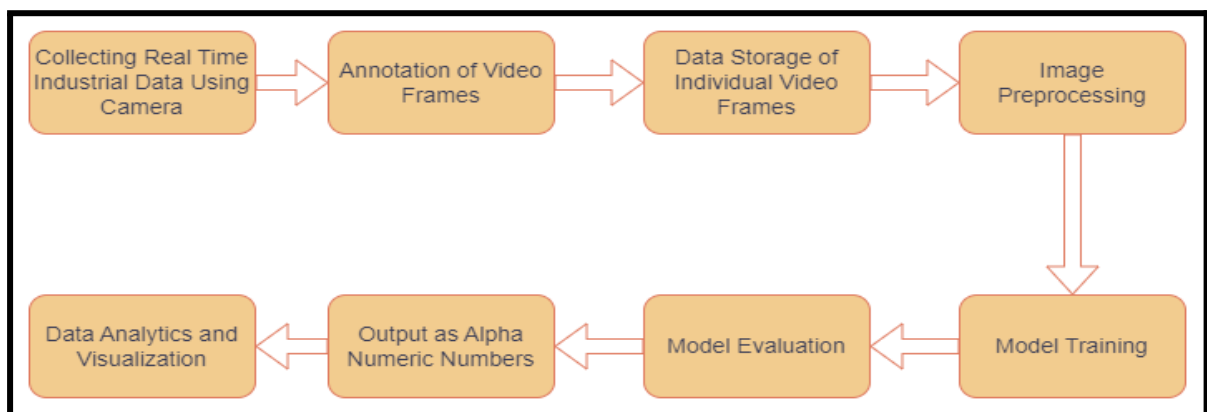 Collecting Real Time
Industrial Data Using
Camera
Annotation of Video
Frames
Data Storage of
Individual Video
Frames
Image
Preprocessing
Model Training
Model Evaluation
Output as Alpha
Numeric Numbers
Data Analytics and
Visualization